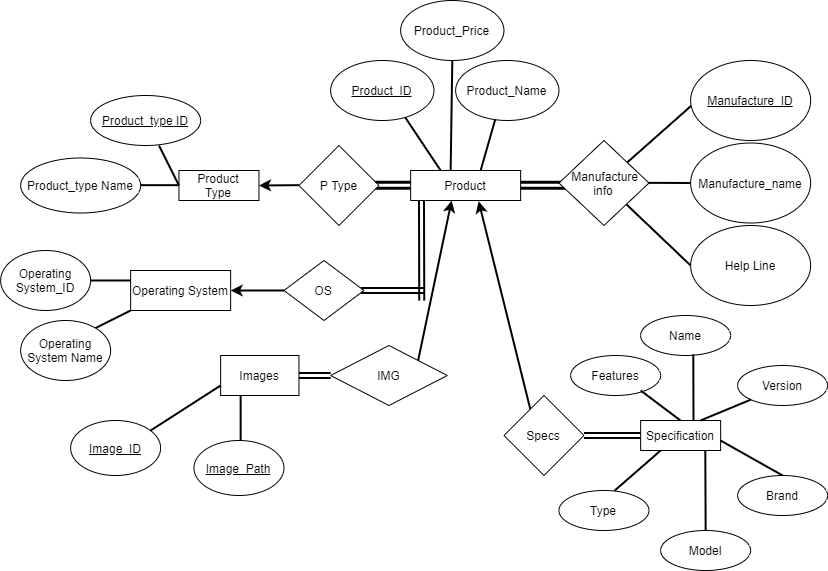 Product_Price
Product_ID
Product_Name
Manufacture_ID
Product_type ID
Product_type Name
Product
Type
P Type
Product
Manufacture
info
Manufacture_name
Operating
System_ID
Operating System
OS
Help Line
Operating
System Name
Name
Images
IMG
Features
Version
Image_ID
Image_Path
Specs
Specification
Type
Brand
Model